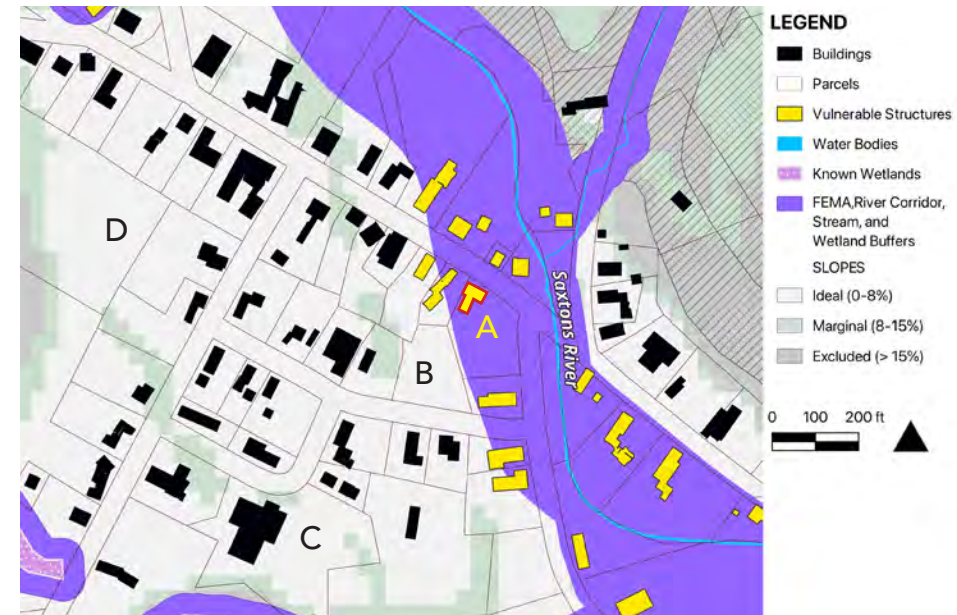 LEGEND
Buildings
Parcels
Vulnerable Structures
Water Bodies
Known Wetlands
FEMA,River Corridor,
Stream, and
Wetland Buffers
SLOPES
Ideal (0-8%)
Marginal (8-15%)
Excluded (> 15%)
0 100 200 ft
D
A
B
C
Saxtons River